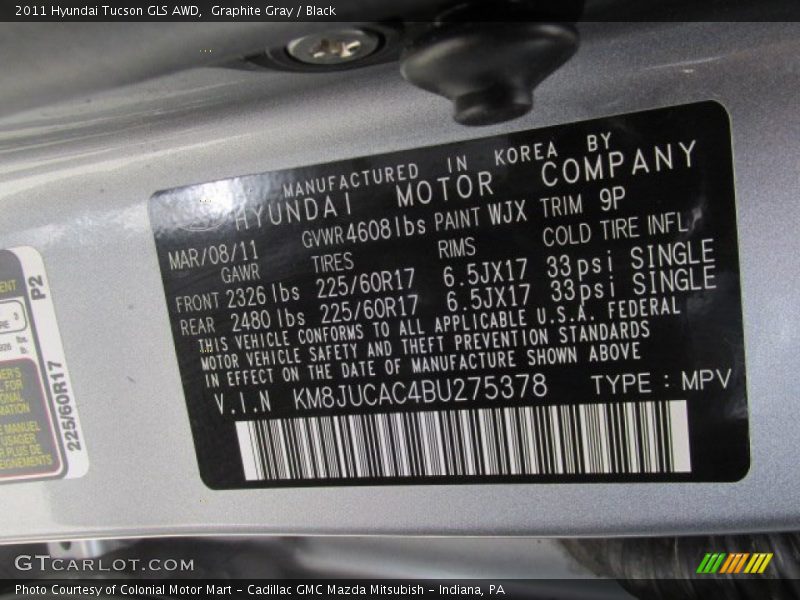 2011 Hyundai Tucson GLS AWD, Graphite Gray / Black
MANUFACTURED IN KOREA BY
HYUNDAI MOTOR COMPANY
MAR/08/11 GVWR 4608 lbs PAINT WJX TRIM 9P
GAWR TIRES RIMS COLD TIRE INFL
FRONT 2326 lbs 225/60R17 6.5JX17 33psi SINGLE
REAR 2480 lbs 225/60R17 6.5JX17 33psi SINGLE
THIS VEHICLE CONFORMS TO ALL APPLICABLE U.S.A. FEDERAL
MOTOR VEHICLE SAFETY AND THEFT PREVENTION STANDARDS
IN EFFECT ON THE DATE OF MANUFACTURE SHOWN ABOVE
V.I.N KM8JUCAC4BU275378 TYPE : MPV
P2
225/60R17
MANUEL
USAGER
PLUS DE
GTCARLOT.COM
Photo Courtesy of Colonial Motor Mart – Cadillac GMC Mazda Mitsubish – Indiana, PA